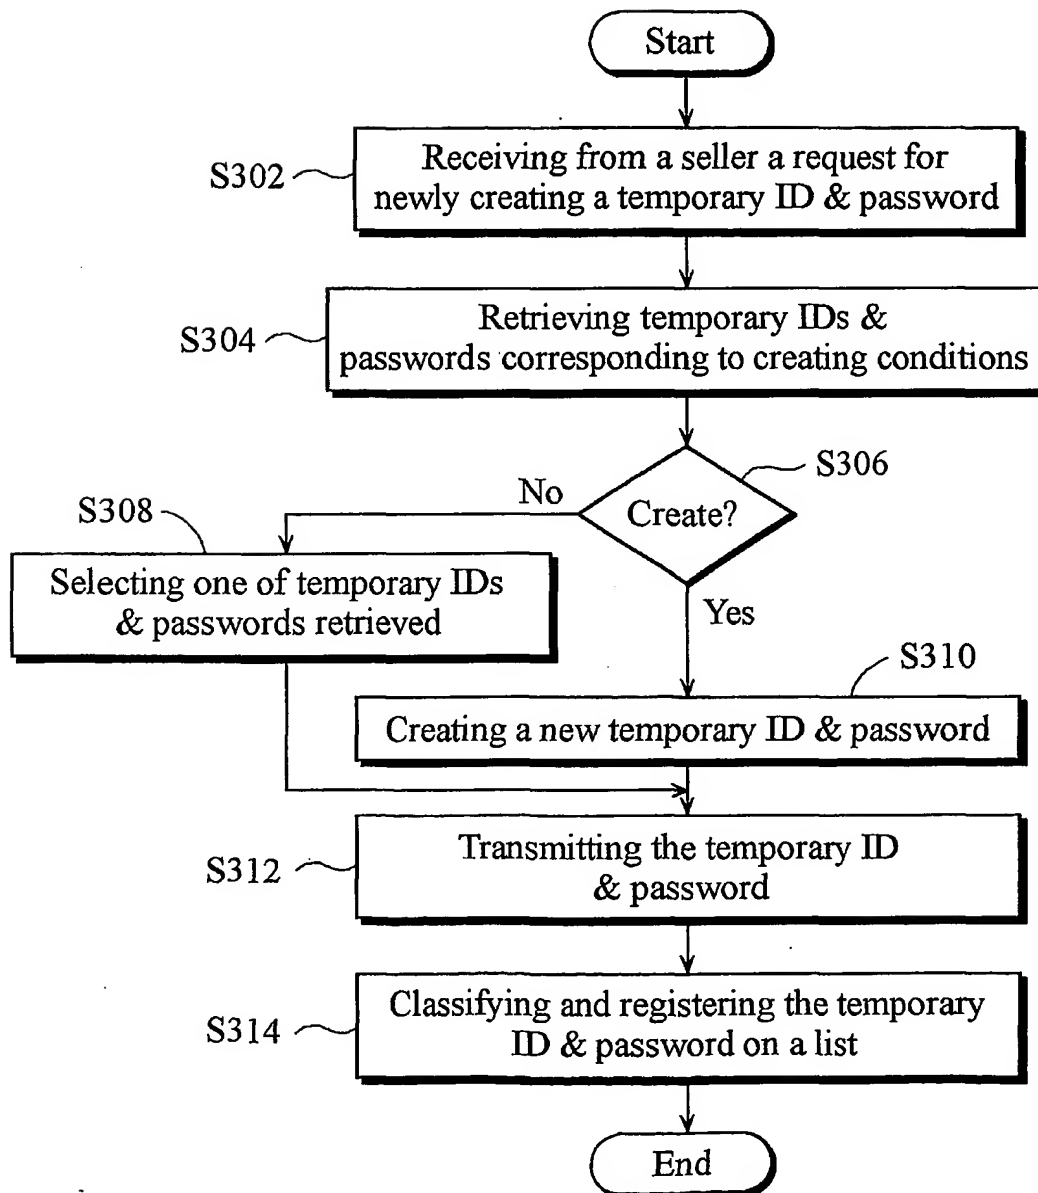 Start
S302
Receiving from a seller a request for
newly creating a temporary ID & password
S304
Retrieving temporary IDs &
passwords corresponding to creating conditions
S306
Create?
No
Yes
S308
Selecting one of temporary IDs
& passwords retrieved
S310
Creating a new temporary ID & password
S312
Transmitting the temporary ID
& password
S314
Classifying and registering the temporary
ID & password on a list
End